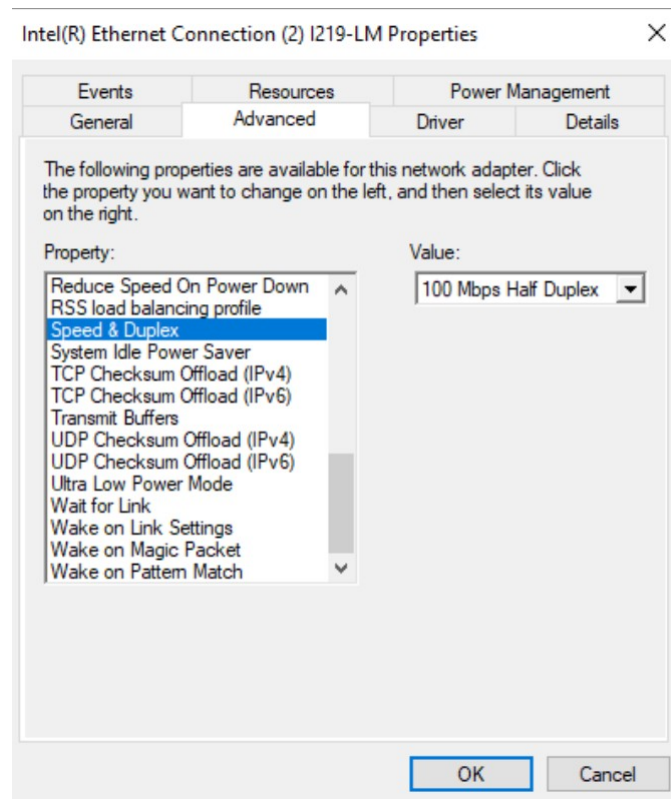 Intel(R) Ethernet Connection (2) I219-LM Properties
Events Resources Power Management
General Advanced Driver Details
The following properties are available for this network adapter. Click
the property you want to change on the left, and then select its value
on the right.
Property: Value:
Reduce Speed On Power Down
RSS load balancing profile
Speed & Duplex
System Idle Power Saver
TCP Checksum Offload (IPv4)
TCP Checksum Offload (IPv6)
Transmit Buffers
UDP Checksum Offload (IPv4)
UDP Checksum Offload (IPv6)
Ultra Low Power Mode
Wait for Link
Wake on Link Settings
Wake on Magic Packet
Wake on Pattern Match
100 Mbps Half Duplex
OK Cancel